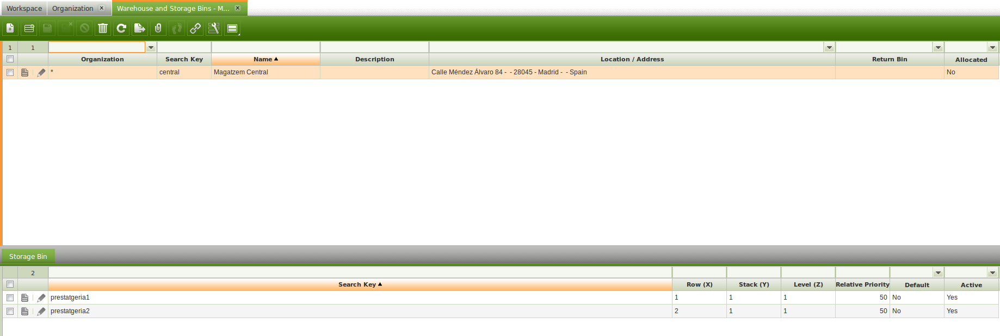 Workspace Organization Warehouse and Storage Bins - M...
1 1
Organization Search Key Name Description Location / Address Return Bin Allocated
* central Magatzem Central Calle Méndez Álvaro 84 - - 28045 - Madrid - - Spain No
Storage Bin
2
Search Key Row (X) Stack (Y) Level (Z) Relative Priority Default Active
prestatgeria1 1 1 1 50 No Yes
prestatgeria2 2 1 1 50 No Yes